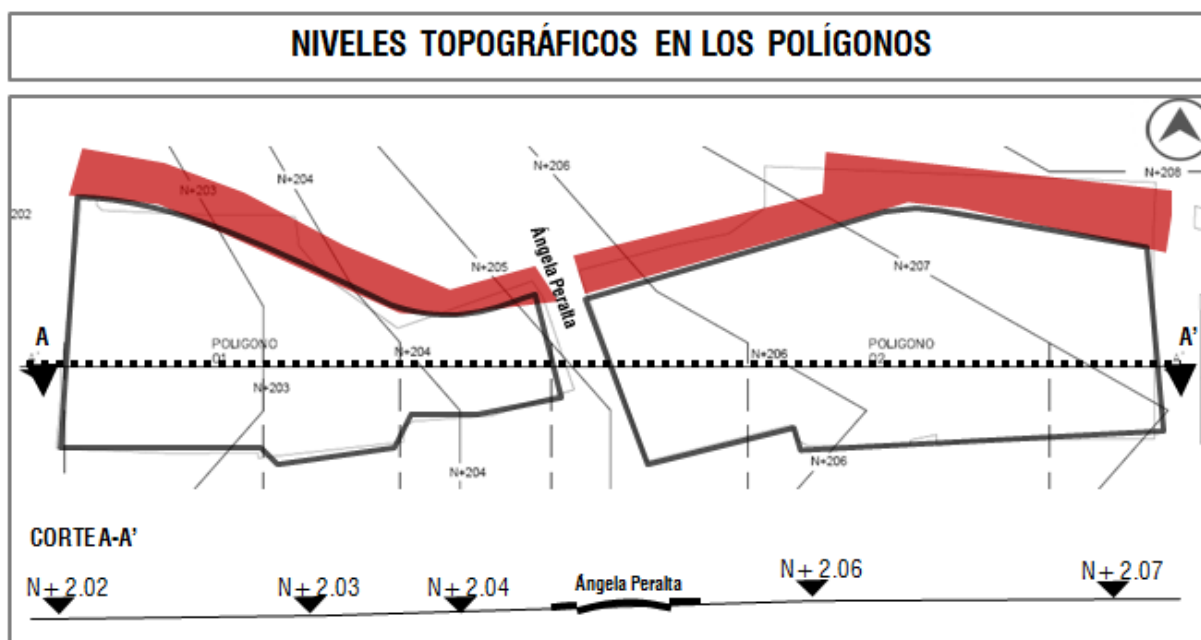 NIVELES TOPOGRÁFICOS EN LOS POLÍGONOS
N+203
N+204
N+206
N+208
202
N+205
Ángela Peralta
N+207
A
A'
POLIGONO
01
N+204
N+206
POLIGONO
02
N+203
N+204
N+206
CORTE A-A'
N+2.02
N+2.03
N+2.04
Ángela Peralta
N+2.06
N+2.07